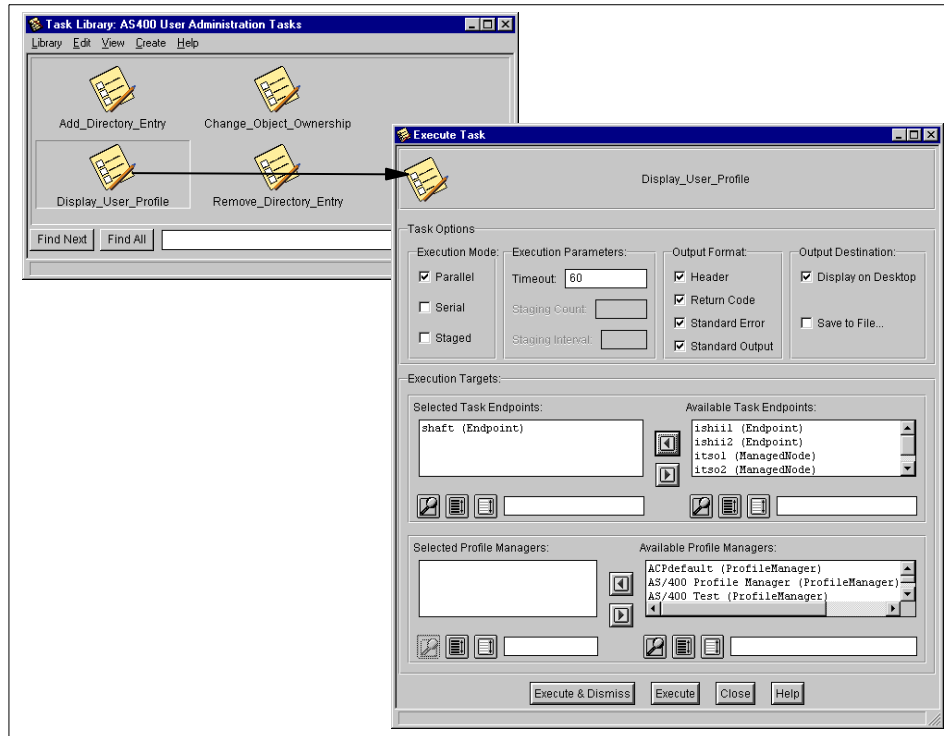 Task Library: AS400 User Administration Tasks
Library Edit View Create Help
Add_Directory_Entry
Change_Object_Ownership
Display_User_Profile
Remove_Directory_Entry
Find Next
Find All
Execute Task
Display_User_Profile
Task Options
Execution Mode:
Parallel
Serial
Staged
Execution Parameters:
Timeout: 60
Staging Count:
Staging Interval:
Output Format:
Header
Return Code
Standard Error
Standard Output
Output Destination:
Display on Desktop
Save to File...
Execution Targets:
Selected Task Endpoints:
shaft (Endpoint)
Available Task Endpoints:
ishii1 (Endpoint)
ishii2 (Endpoint)
itso1 (ManagedNode)
itso2 (ManagedNode)
Selected Profile Managers:
Available Profile Managers:
ACPdefault (ProfileManager)
AS/400 Profile Manager (ProfileManager)
AS/400 Test (ProfileManager)
Execute & Dismiss
Execute
Close
Help